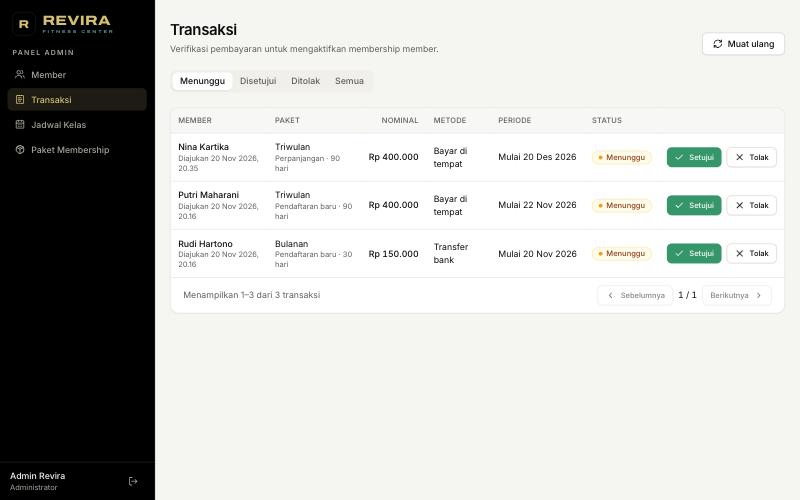 R REVIRA
FITNESS CENTER
PANEL ADMIN
Member
Transaksi
Jadwal Kelas
Paket Membership
Admin Revira
Administrator
Transaksi
Verifikasi pembayaran untuk mengaktifkan membership member.
Muat ulang
Menunggu Disetujui Ditolak Semua
MEMBER PAKET NOMINAL METODE PERIODE STATUS
Nina Kartika
Diajukan 20 Nov 2026,
20.35
Triwulan
Perpanjangan · 90
hari
Rp 400.000
Bayar di
tempat
Mulai 20 Des 2026
Menunggu
Setujui
Tolak
Putri Maharani
Diajukan 20 Nov 2026,
20.16
Triwulan
Pendaftaran baru · 90
hari
Rp 400.000
Bayar di
tempat
Mulai 22 Nov 2026
Menunggu
Setujui
Tolak
Rudi Hartono
Diajukan 20 Nov 2026,
20.16
Bulanan
Pendaftaran baru · 30
hari
Rp 150.000
Transfer
bank
Mulai 20 Nov 2026
Menunggu
Setujui
Tolak
Menampilkan 1–3 dari 3 transaksi
Sebelumnya 1 / 1 Berikutnya